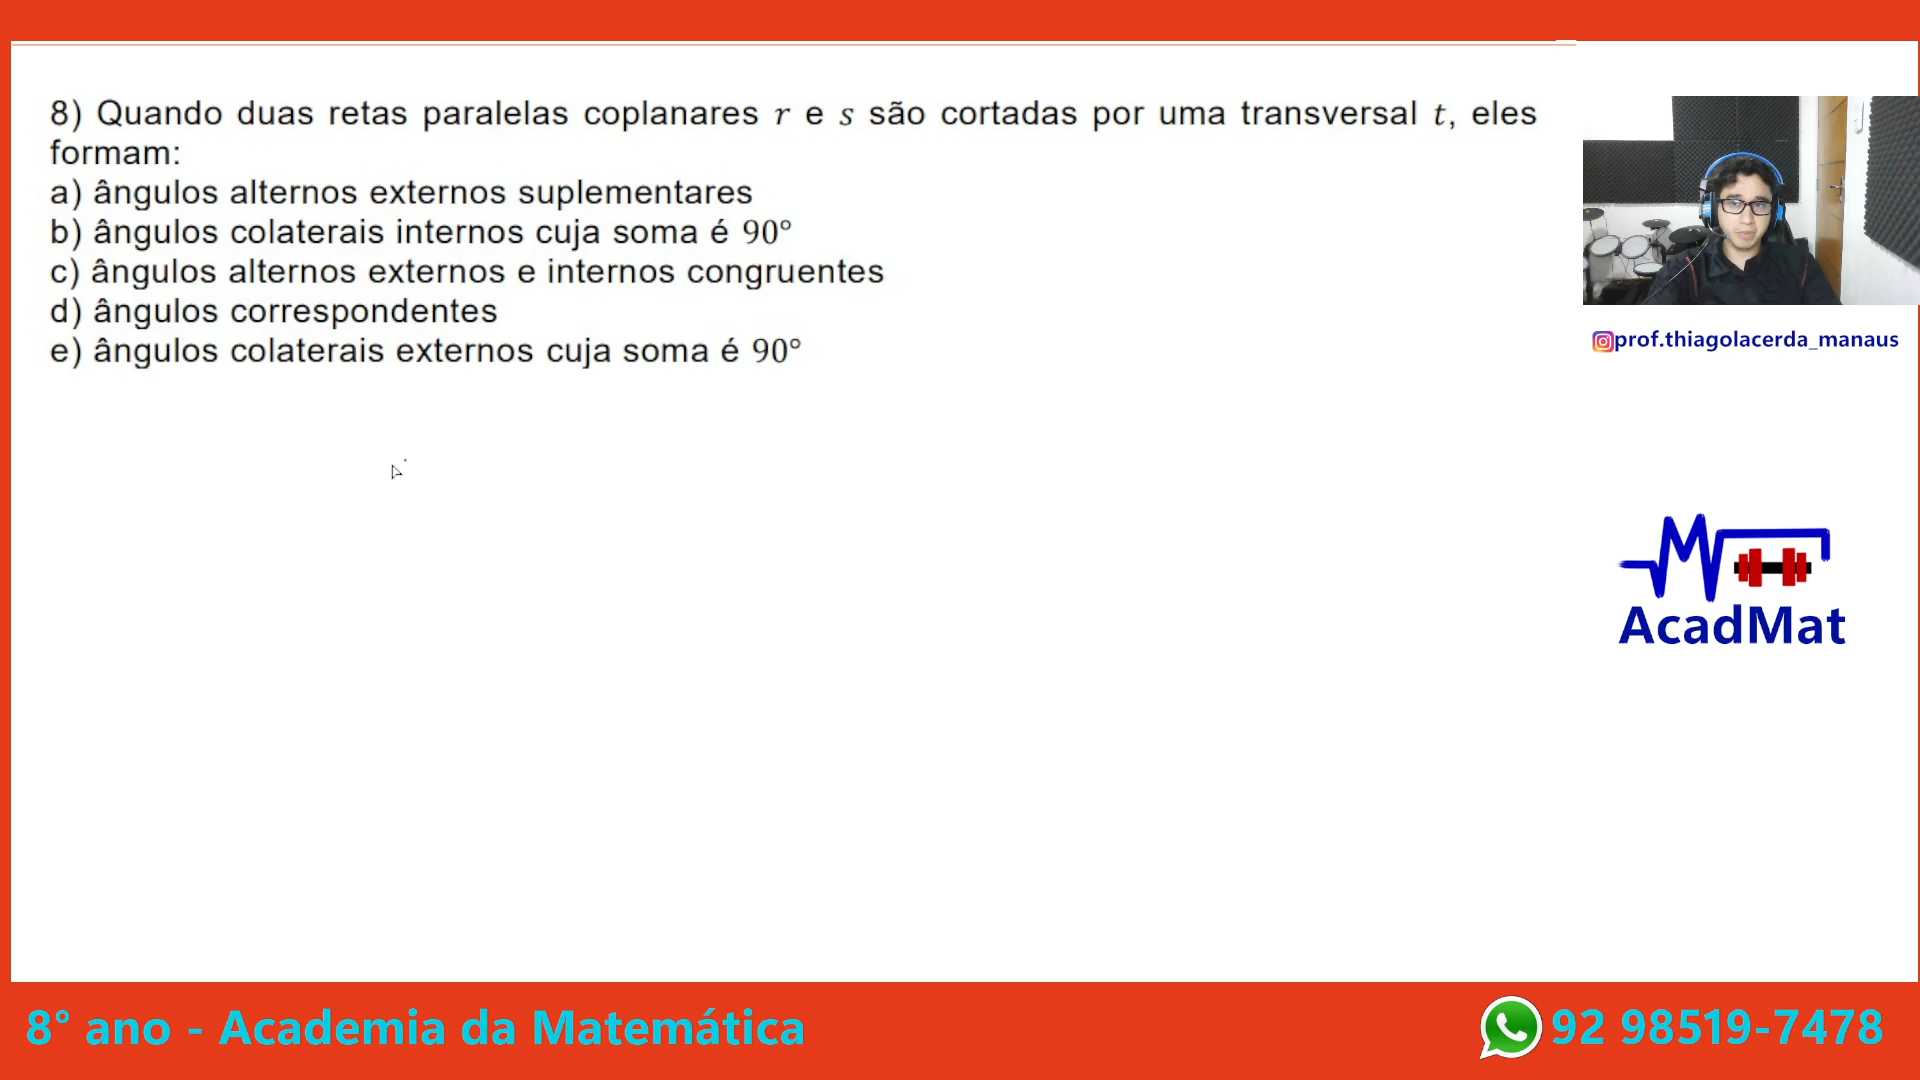 8) Quando duas retas paralelas coplanares r e s são cortadas por uma transversal t, eles
formam:
a) ângulos alternos externos suplementares
b) ângulos colaterais internos cuja soma é 90°
c) ângulos alternos externos e internos congruentes
d) ângulos correspondentes
e) ângulos colaterais externos cuja soma é 90°
prof.thiagolacerda_manaus
AcadMat
8° ano - Academia da Matemática
92 98519-7478